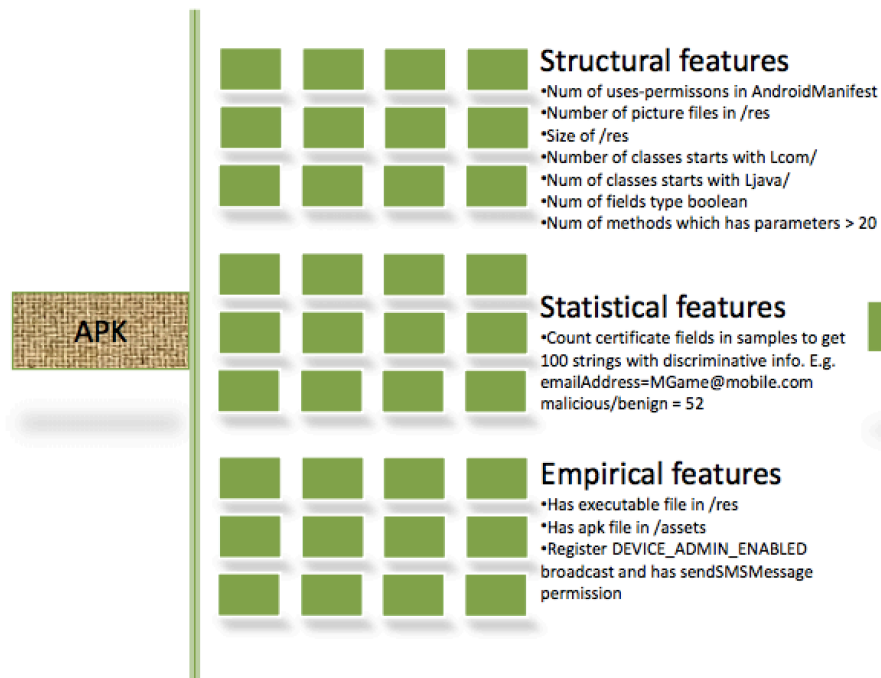 APK
Structural features
•Num of uses-permissons in AndroidManifest
•Number of picture files in /res
•Size of /res
•Number of classes starts with Lcom/
•Num of classes starts with Ljava/
•Num of fields type boolean
•Num of methods which has parameters > 20
Statistical features
•Count certificate fields in samples to get
100 strings with discriminative info. E.g.
emailAddress=MGame@mobile.com
malicious/benign = 52
Empirical features
•Has executable file in /res
•Has apk file in /assets
•Register DEVICE_ADMIN_ENABLED
broadcast and has sendSMSMessage
permission